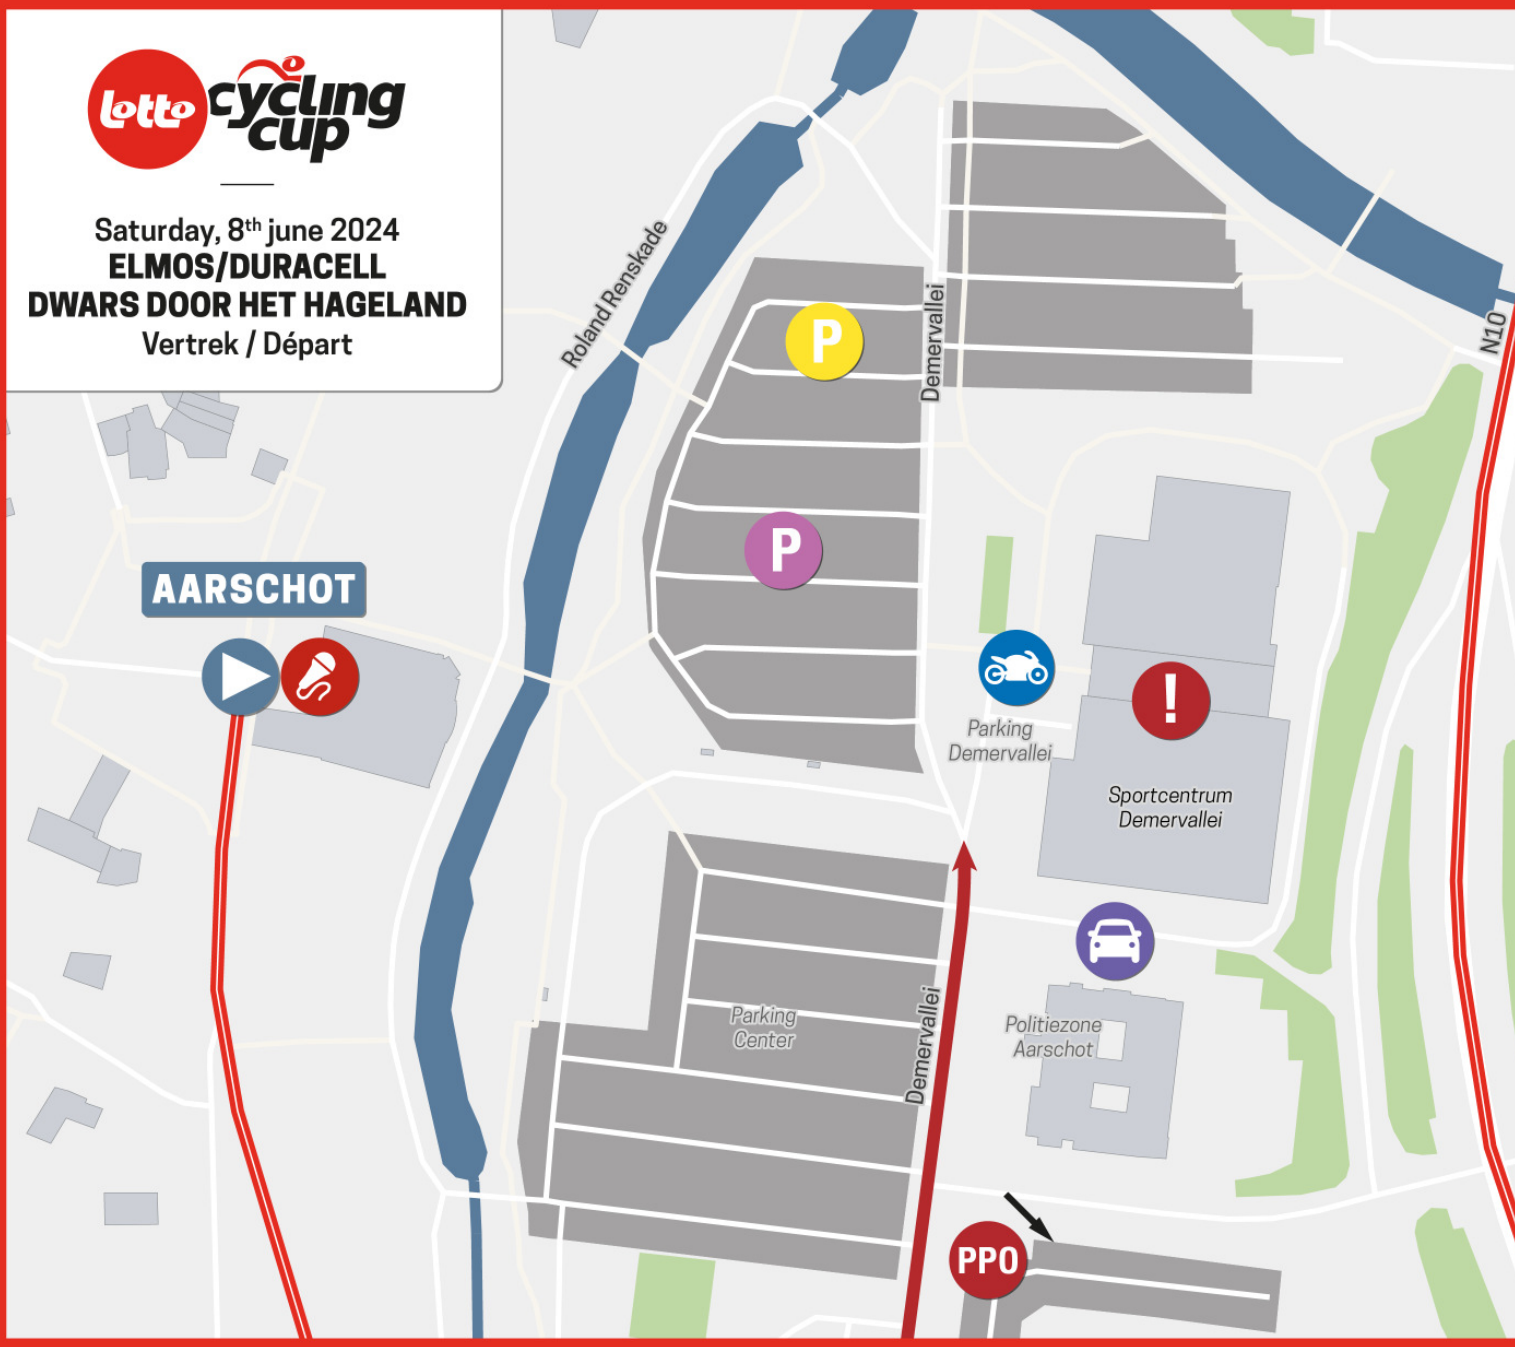 lotto cycling
cup
Saturday, 8th june 2024
ELMOS/DURACELL
DWARS DOOR HET HAGELAND
Vertrek / Départ
Roland Renskade
Demervallei
N10
P
P
AARSCHOT
!
Parking
Demervallei
Sportcentrum
Demervallei
Parking
Center
Demervallei
Politiezone
Aarschot
PPO